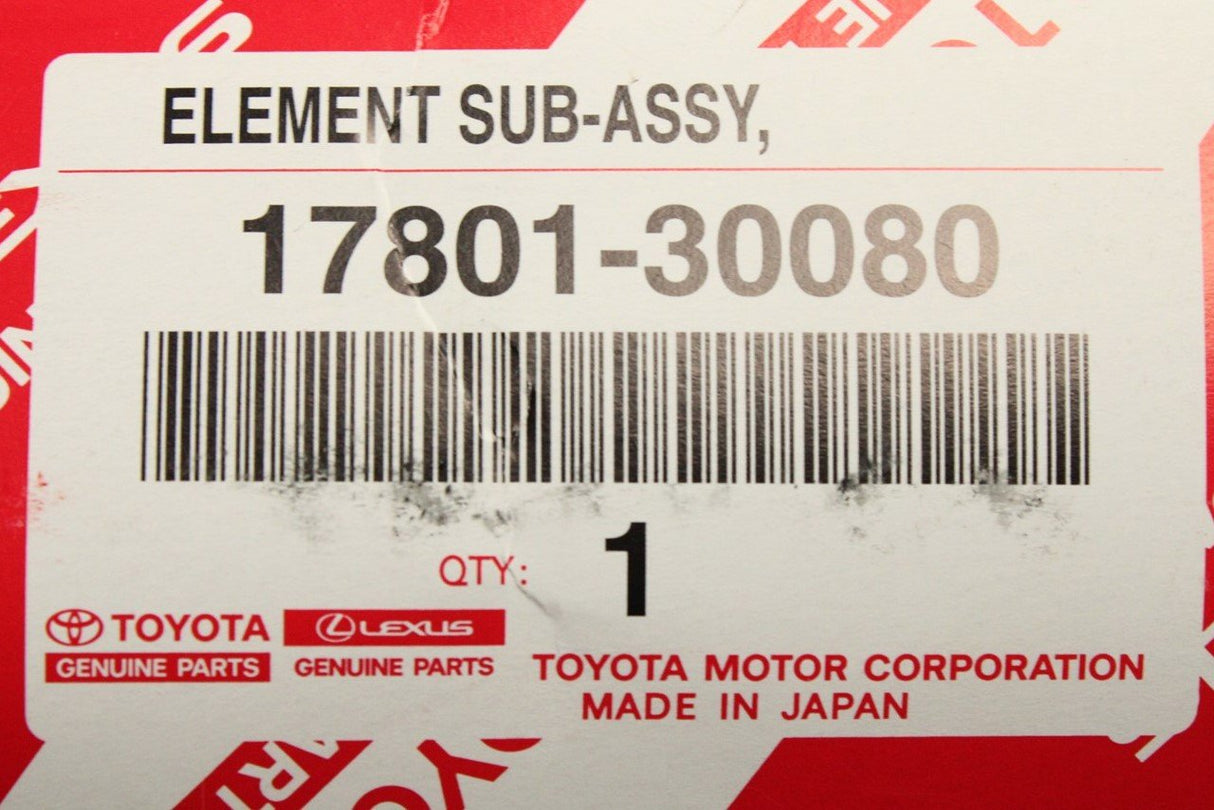 ELEMENT SUB-ASSY,
17801-30080
QTY: 1
TOYOTA
GENUINE PARTS
LEXUS
GENUINE PARTS
TOYOTA MOTOR CORPORATION
MADE IN JAPAN